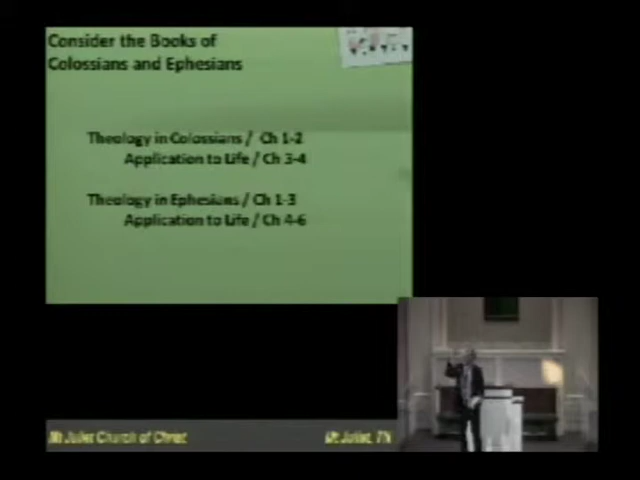 Consider the Books of
Colossians and Ephesians
Theology in Colossians / Ch 1-2
Application to Life / Ch 3-4
Theology in Ephesians / Ch 1-3
Application to Life / Ch 4-6
Mt Juliet Church of Christ
Mt Juliet, TN